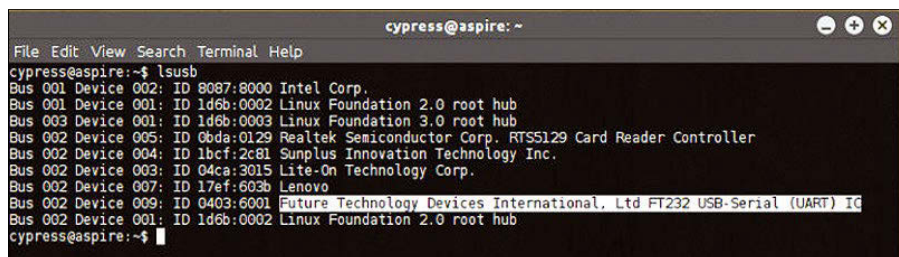 cypress@aspire: ~
File Edit View Search Terminal Help
cypress@aspire:~$ lsusb
Bus 001 Device 002: ID 8087:8000 Intel Corp.
Bus 001 Device 001: ID 1d6b:0002 Linux Foundation 2.0 root hub
Bus 003 Device 001: ID 1d6b:0003 Linux Foundation 3.0 root hub
Bus 002 Device 005: ID 0bda:0129 Realtek Semiconductor Corp. RTS5129 Card Reader Controller
Bus 002 Device 004: ID 1bcf:2c81 Sunplus Innovation Technology Inc.
Bus 002 Device 003: ID 04ca:3015 Lite-On Technology Corp.
Bus 002 Device 007: ID 17ef:603b Lenovo
Bus 002 Device 009: ID 0403:6001 Future Technology Devices International, Ltd FT232 USB-Serial (UART) IC
Bus 002 Device 001: ID 1d6b:0002 Linux Foundation 2.0 root hub
cypress@aspire:~$